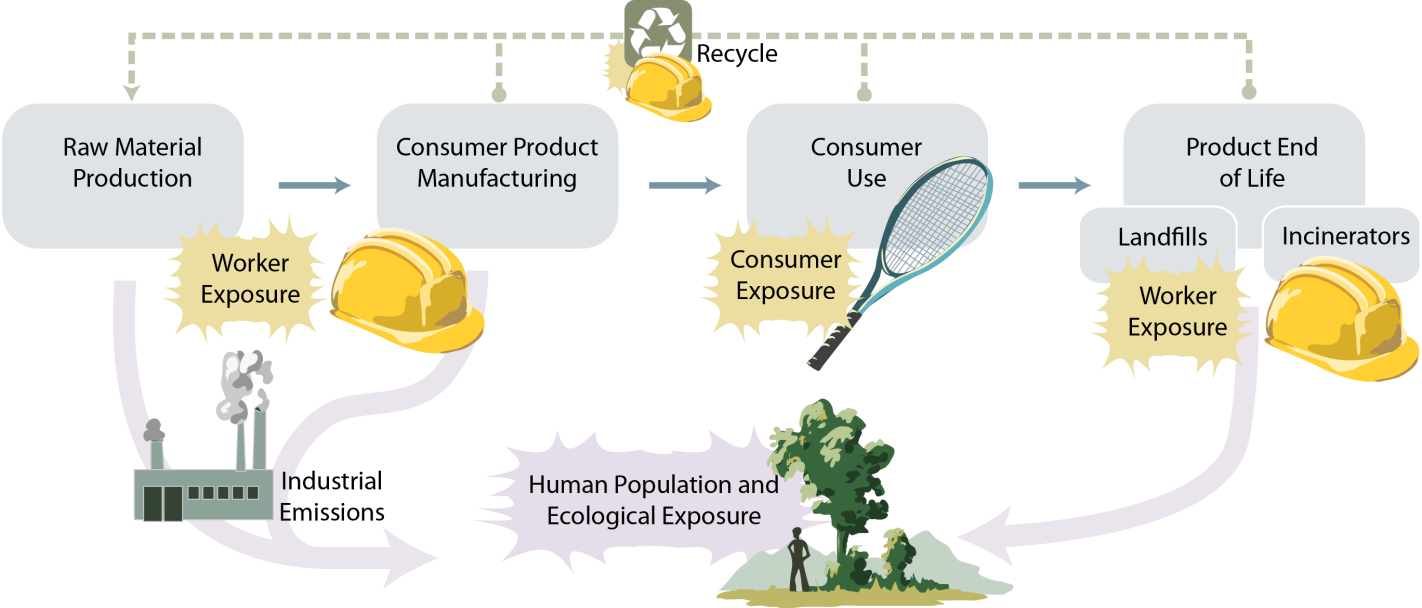 Recycle
Raw Material
Production
Consumer Product
Manufacturing
Consumer
Use
Product End
of Life
Landfills
Incinerators
Worker
Exposure
Consumer
Exposure
Worker
Exposure
Industrial
Emissions
Human Population and
Ecological Exposure